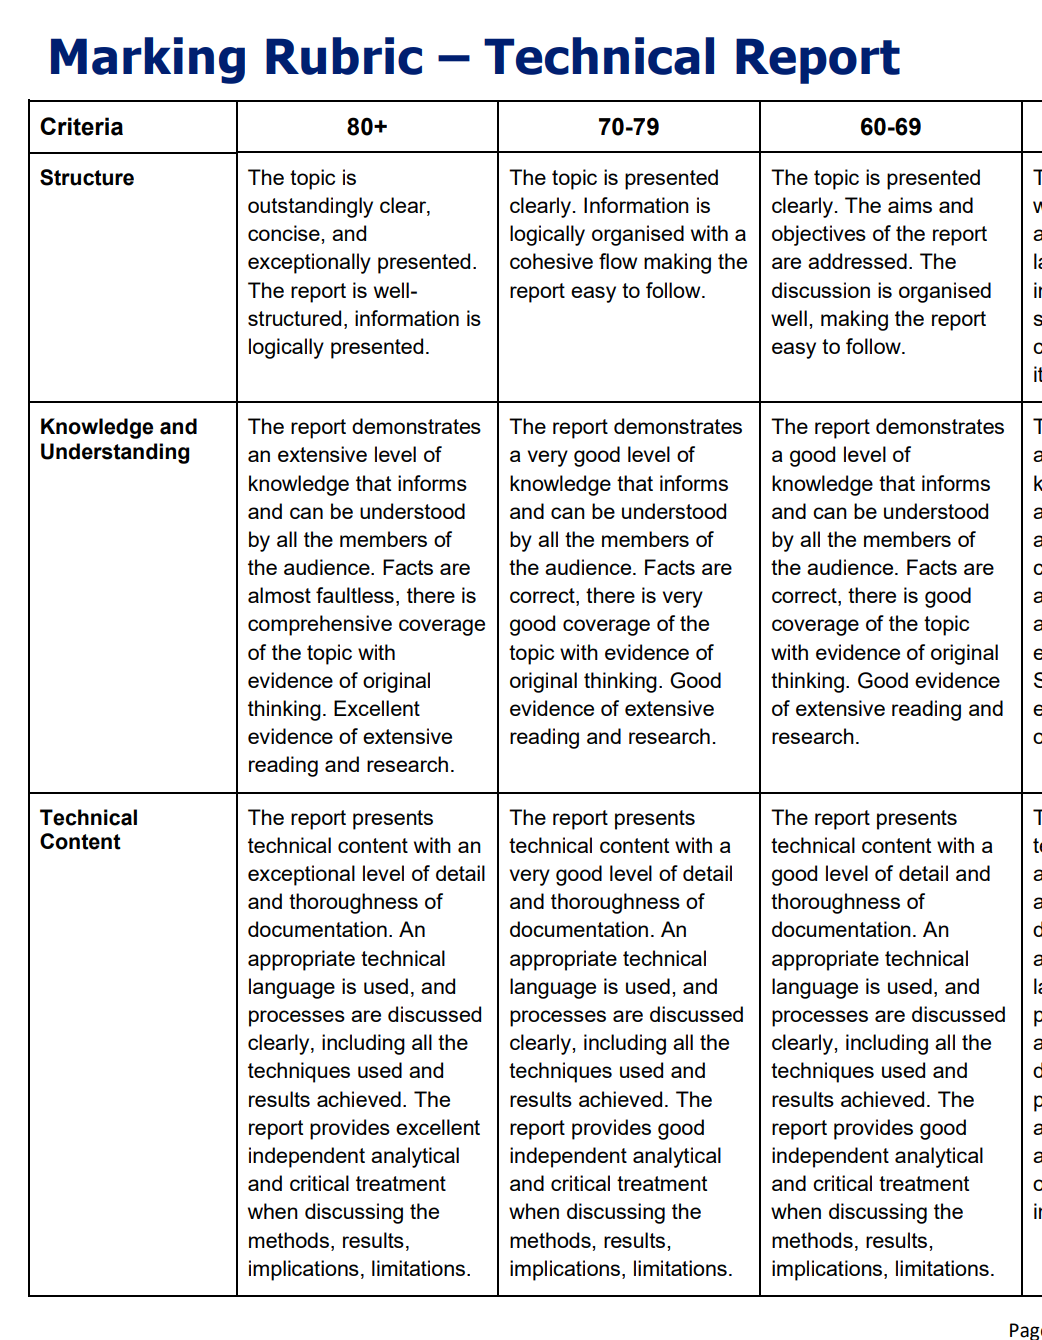 Marking Rubric – Technical Report
Criteria
80+
70-79
60-69
Structure
The topic is
outstandingly clear,
concise, and
exceptionally presented.
The report is well-
structured, information is
logically presented.
The topic is presented
clearly. Information is
logically organised with a
cohesive flow making the
report easy to follow.
The topic is presented
clearly. The aims and
objectives of the report
are addressed. The
discussion is organised
well, making the report
easy to follow.
Knowledge and
Understanding
The report demonstrates
an extensive level of
knowledge that informs
and can be understood
by all the members of
the audience. Facts are
almost faultless, there is
comprehensive coverage
of the topic with
evidence of original
thinking. Excellent
evidence of extensive
reading and research.
The report demonstrates
a very good level of
knowledge that informs
and can be understood
by all the members of
the audience. Facts are
correct, there is very
good coverage of the
topic with evidence of
original thinking. Good
evidence of extensive
reading and research.
The report demonstrates
a good level of
knowledge that informs
and can be understood
by all the members of
the audience. Facts are
correct, there is good
coverage of the topic
with evidence of original
thinking. Good evidence
of extensive reading and
research.
Technical
Content
The report presents
technical content with an
exceptional level of detail
and thoroughness of
documentation. An
appropriate technical
language is used, and
processes are discussed
clearly, including all the
techniques used and
results achieved. The
report provides excellent
independent analytical
and critical treatment
when discussing the
methods, results,
implications, limitations.
The report presents
technical content with a
very good level of detail
and thoroughness of
documentation. An
appropriate technical
language is used, and
processes are discussed
clearly, including all the
techniques used and
results achieved. The
report provides good
independent analytical
and critical treatment
when discussing the
methods, results,
implications, limitations.
The report presents
technical content with a
good level of detail and
thoroughness of
documentation. An
appropriate technical
language is used, and
processes are discussed
clearly, including all the
techniques used and
results achieved. The
report provides good
independent analytical
and critical treatment
when discussing the
methods, results,
implications, limitations.